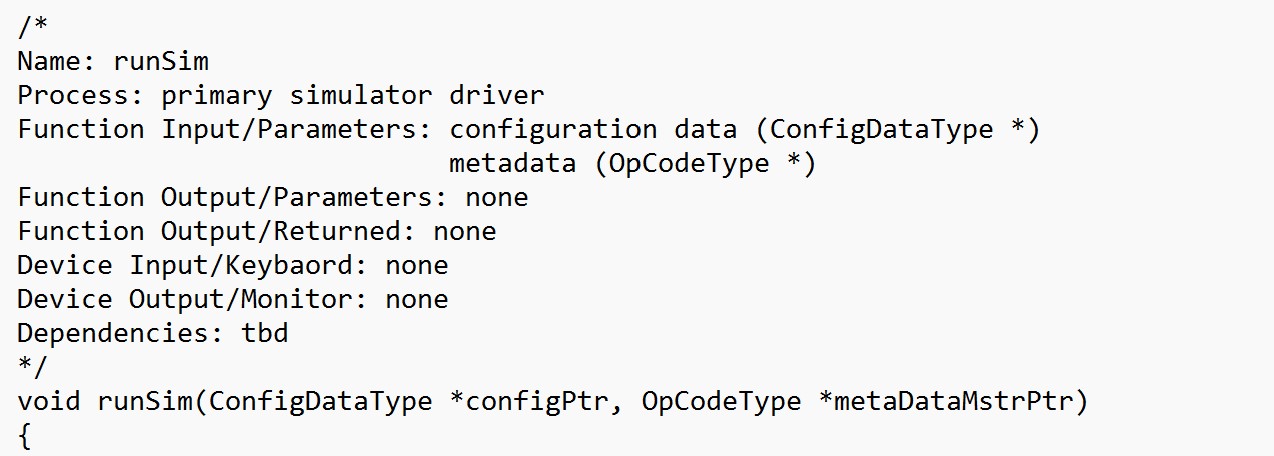 /*
Name: runSim
Process: primary simulator driver
Function Input/Parameters: configuration data (ConfigDataType *)
                           metadata (OpCodeType *)
Function Output/Parameters: none
Function Output/Returned: none
Device Input/Keybaord: none
Device Output/Monitor: none
Dependencies: tbd
*/
void runSim(ConfigDataType *configPtr, OpCodeType *metaDataMstrPtr)
{